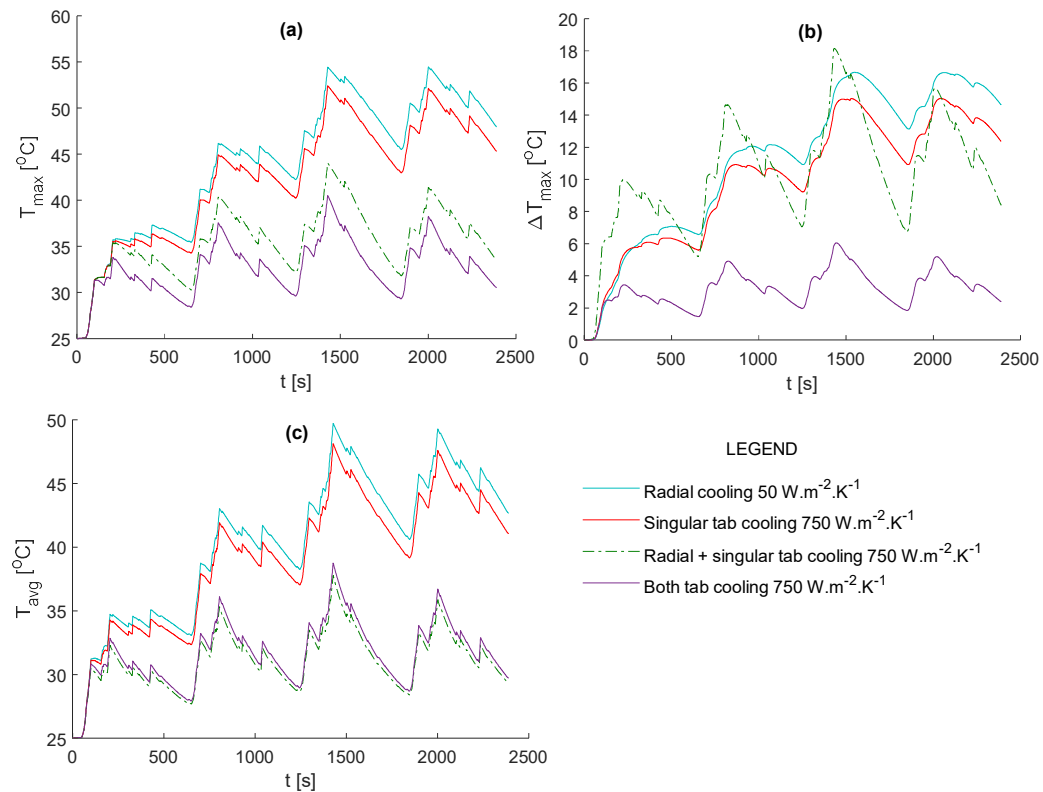 (a)
60
55
50
45
40
35
30
25
T_max [°C]
0 500 1000 1500 2000 2500
t [s]
(b)
20
18
16
14
12
10
8
6
4
2
0
Δ T_max [°C]
0 500 1000 1500 2000 2500
t [s]
(c)
50
45
40
35
30
25
T_avg [°C]
0 500 1000 1500 2000 2500
t [s]
LEGEND
Radial cooling 50 W.m⁻².K⁻¹
Singular tab cooling 750 W.m⁻².K⁻¹
Radial + singular tab cooling 750 W.m⁻².K⁻¹
Both tab cooling 750 W.m⁻².K⁻¹